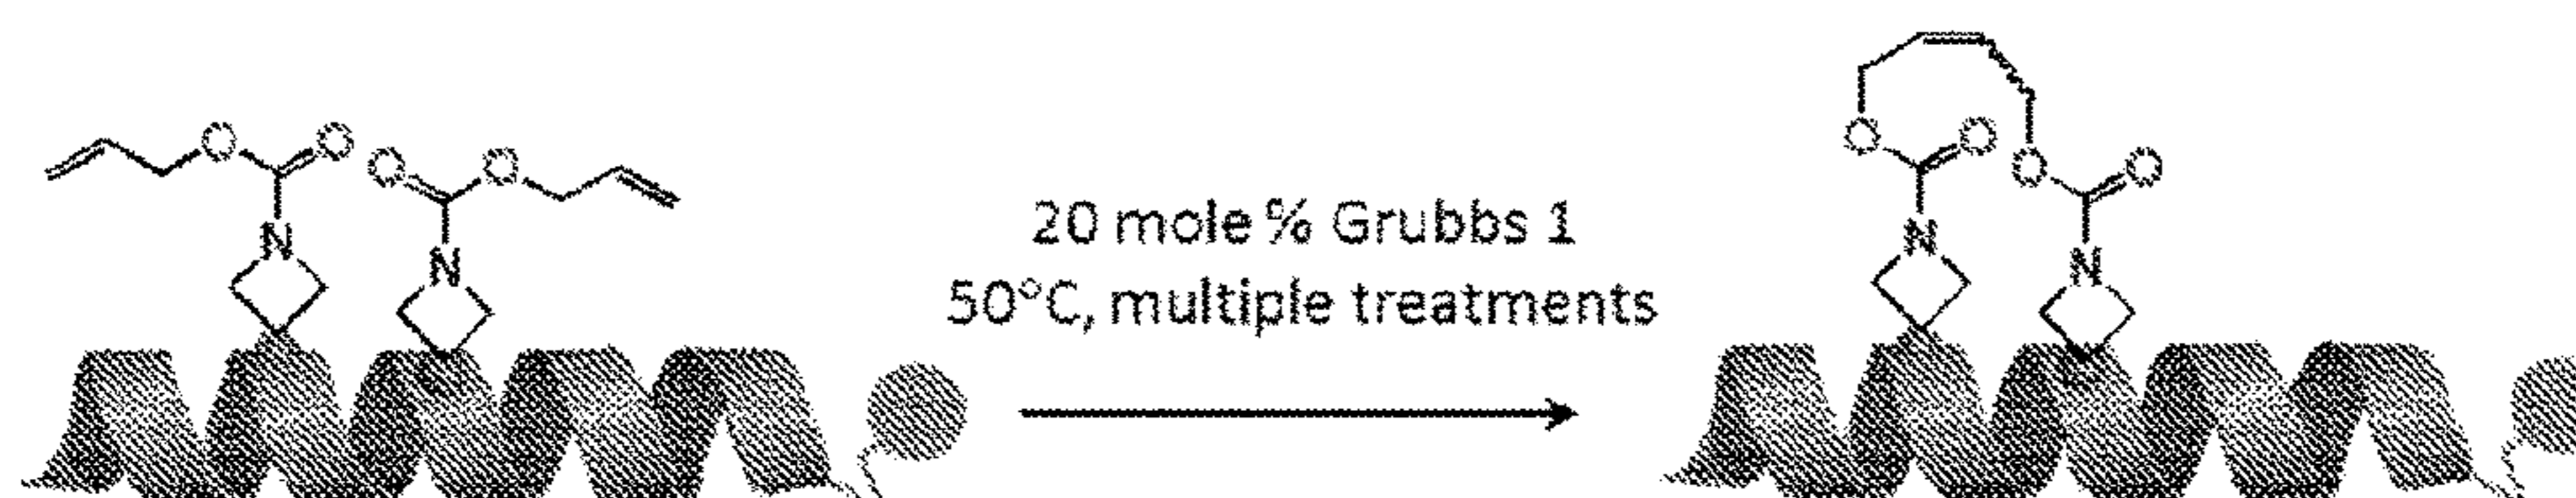 O O O O
N N
20 mole % Grubbs 1
50°C, multiple treatments
O O O O
N N